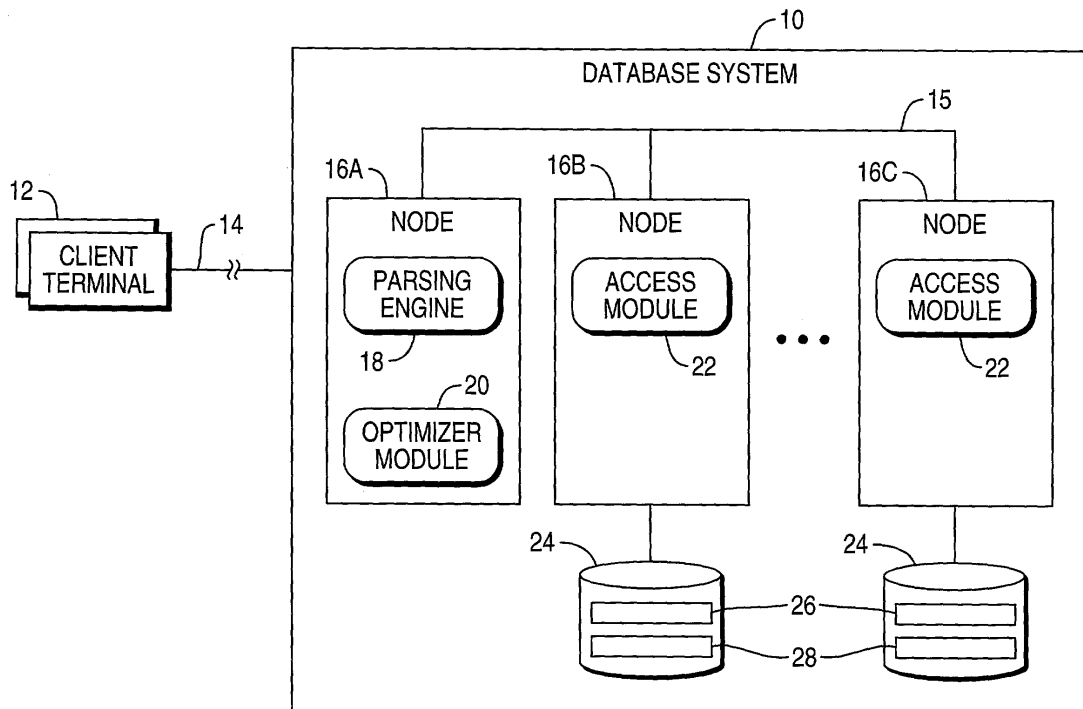 10
DATABASE SYSTEM
15
16A
16B
16C
12
14
CLIENT
TERMINAL
NODE
PARSING
ENGINE
18
20
OPTIMIZER
MODULE
NODE
ACCESS
MODULE
22
NODE
ACCESS
MODULE
22
24
24
26
28